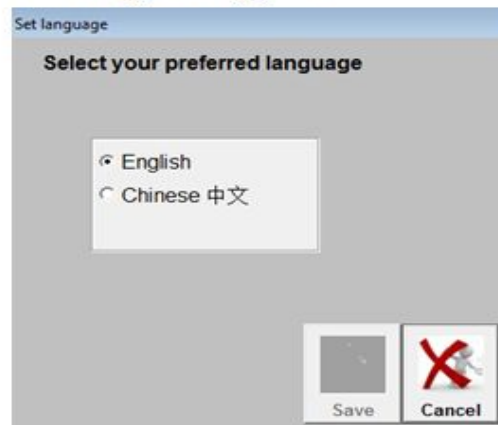 Set language
Select your preferred language
English
Chinese 中文
Save
Cancel